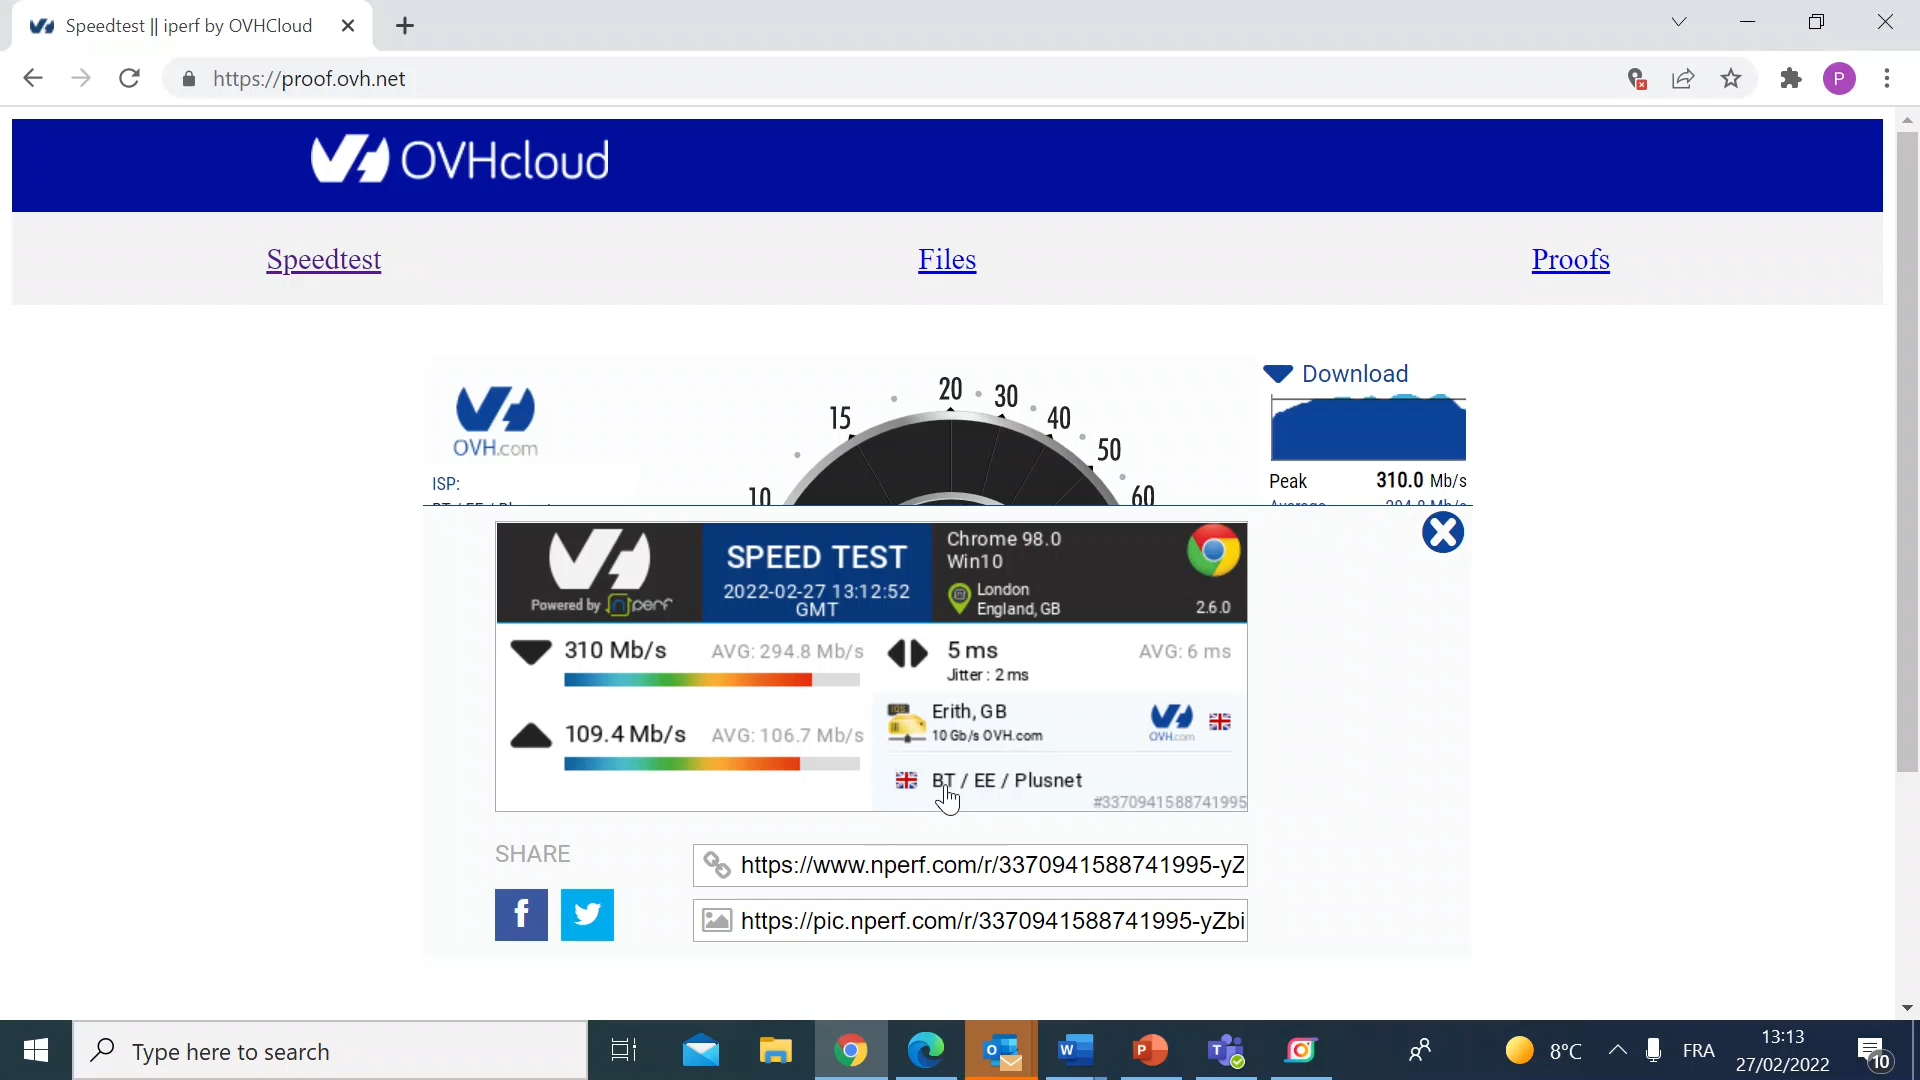 Speedtest || iperf by OVHCloud
https://proof.ovh.net
P
OVHcloud
Speedtest
Files
Proofs
OVH.com
ISP:
10
15
20
30
40
50
60
Download
Peak 310.0 Mb/s
Average 294.8 Mb/s
Powered by nperf
SPEED TEST
2022-02-27 13:12:52
GMT
Chrome 98.0
Win10
London
England, GB
2.6.0
310 Mb/s AVG: 294.8 Mb/s
109.4 Mb/s AVG: 106.7 Mb/s
5 ms AVG: 6 ms
Jitter : 2 ms
Erith, GB
10 Gb/s OVH.com
OVH.com
BT / EE / Plusnet
#3370941588741995
SHARE
https://www.nperf.com/r/3370941588741995-yZ
https://pic.nperf.com/r/3370941588741995-yZbi
Type here to search
8°C
FRA
13:13
27/02/2022
10